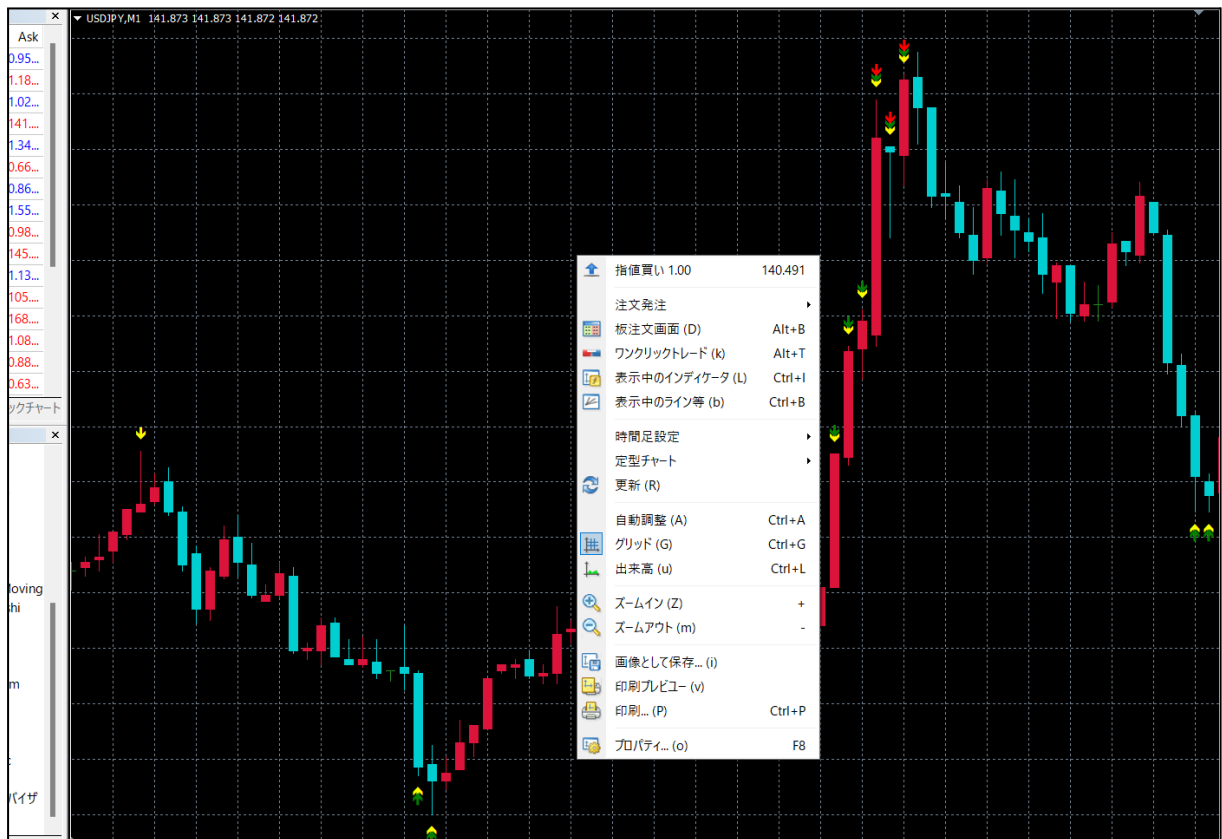 USDJPY,M1 141.873 141.873 141.872 141.872
Ask
0.95...
1.18...
1.02...
141....
1.34...
0.66...
0.86...
1.55...
0.98...
145....
1.13...
105....
168....
1.08...
0.88...
0.63...
ックチャート
loving
shi
m
バイザ
指値買い 1.00 140.491
注文発注
板注文画面 (D) Alt+B
ワンクリックトレード (k) Alt+T
表示中のインディケータ (L) Ctrl+I
表示中のライン等 (b) Ctrl+B
時間足設定
定型チャート
更新 (R)
自動調整 (A) Ctrl+A
グリッド (G) Ctrl+G
出来高 (u) Ctrl+L
ズームイン (Z) +
ズームアウト (m) -
画像として保存... (i)
印刷プレビュー (v)
印刷... (P) Ctrl+P
プロパティ... (o) F8